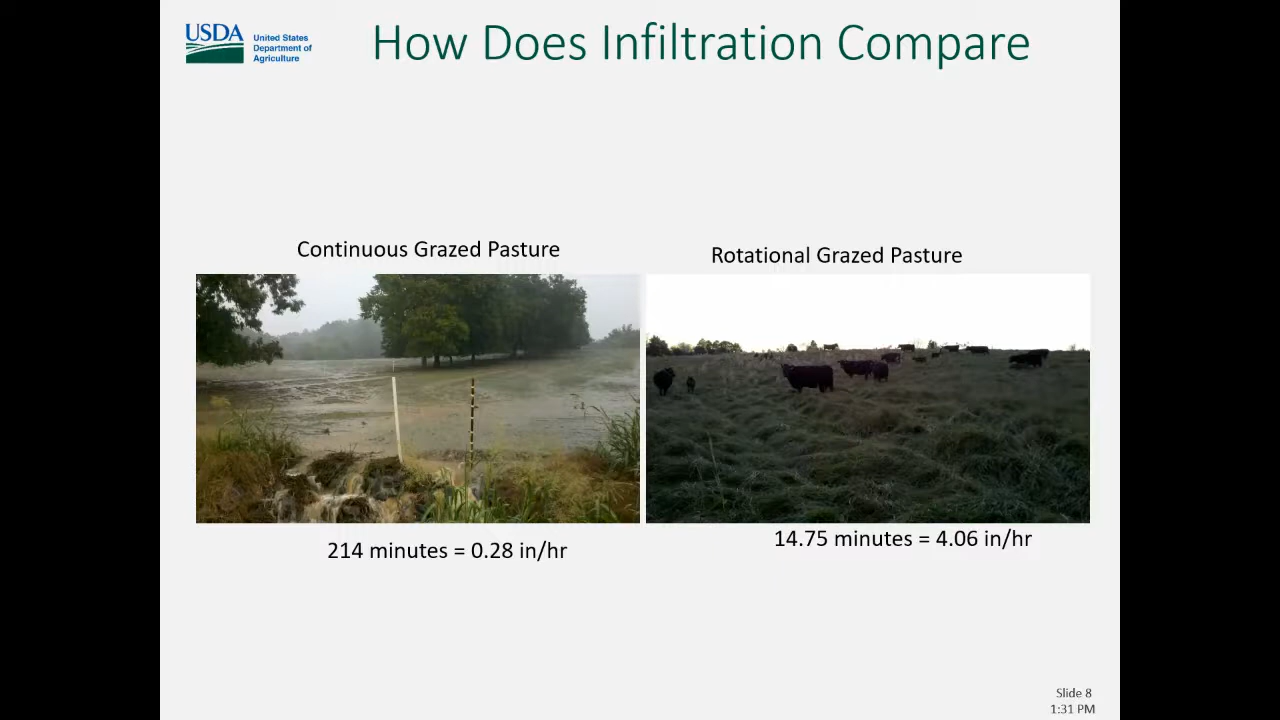 USDA
United States
Department of
Agriculture
How Does Infiltration Compare
Continuous Grazed Pasture
Rotational Grazed Pasture
214 minutes = 0.28 in/hr
14.75 minutes = 4.06 in/hr
Slide 8
1:31 PM